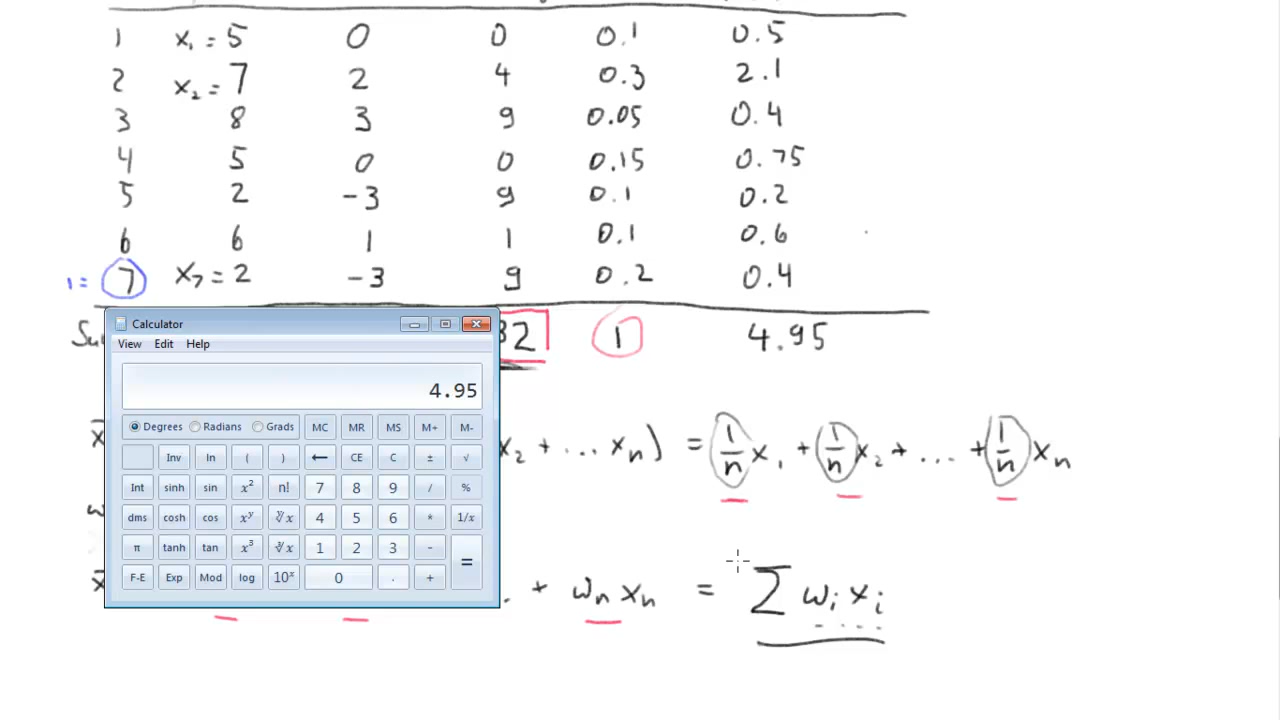 1 x₁ = 5 0 0 0.1 0.5
2 x₂ = 7 2 4 0.3 2.1
3 8 3 9 0.05 0.4
4 5 0 0 0.15 0.75
5 2 -3 9 0.1 0.2
6 6 1 1 0.1 0.6
1= 7 x₇ = 2 -3 9 0.2 0.4
32 1 4.95
Calculator
View Edit Help
4.95
Degrees Radians Grads MC MR MS M+ M-
Inv ln ( ) ← CE C ± √
Int sinh sin x² n! 7 8 9 / %
dms cosh cos xʸ ʸ√x 4 5 6 * 1/x
π tanh tan x³ ³√x 1 2 3 - =
F-E Exp Mod log 10ˣ 0 . +
x₂ + ... xₙ) = 1/n x₁ + 1/n x₂ + ... + 1/n xₙ
x̄ . + wₙ xₙ = Σ wᵢ xᵢ